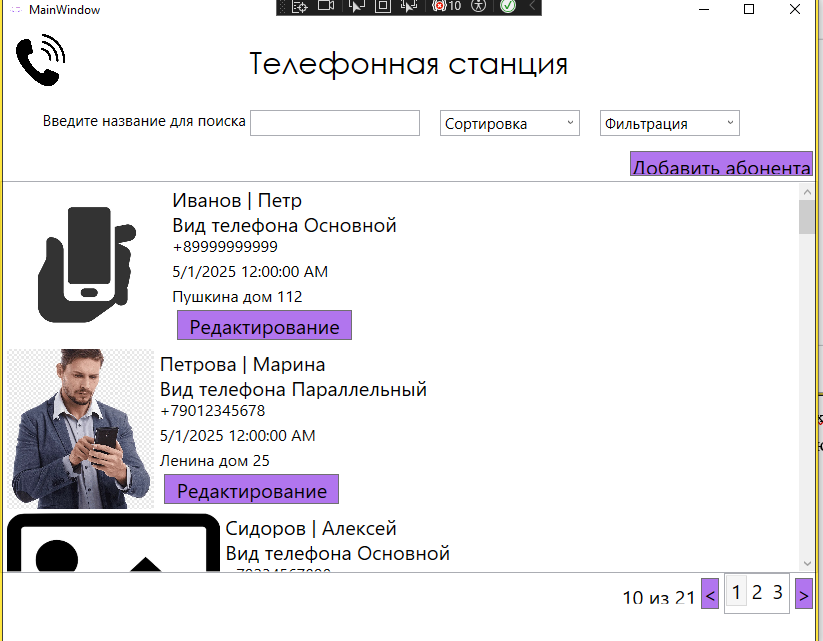 MainWindow
10
Телефонная станция
Введите название для поиска
Сортировка
Фильтрация
Добавить абонента
Иванов | Петр
Вид телефона Основной
+89999999999
5/1/2025 12:00:00 AM
Пушкина дом 112
Редактирование
Петрова | Марина
Вид телефона Параллельный
+79012345678
5/1/2025 12:00:00 AM
Ленина дом 25
Редактирование
Сидоров | Алексей
Вид телефона Основной
10 из 21 < 1 2 3 >